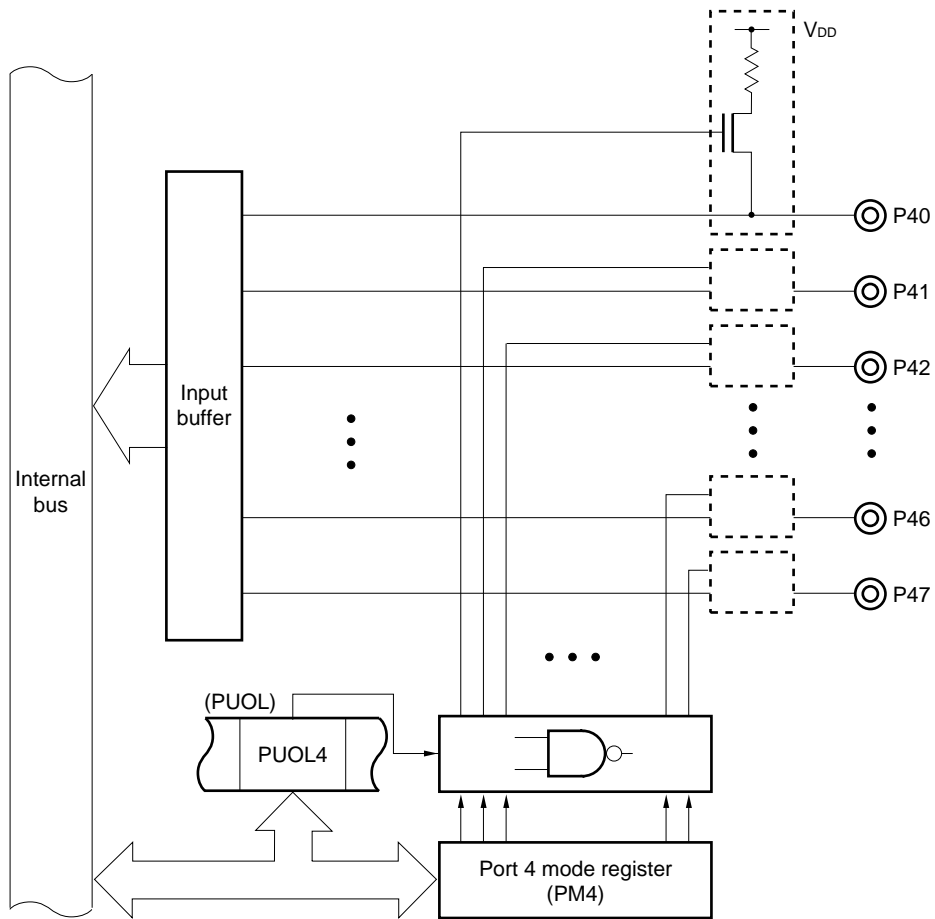 VDD
P40
P41
P42
Input
buffer
Internal
bus
P46
P47
(PUOL)
PUOL4
Port 4 mode register
(PM4)